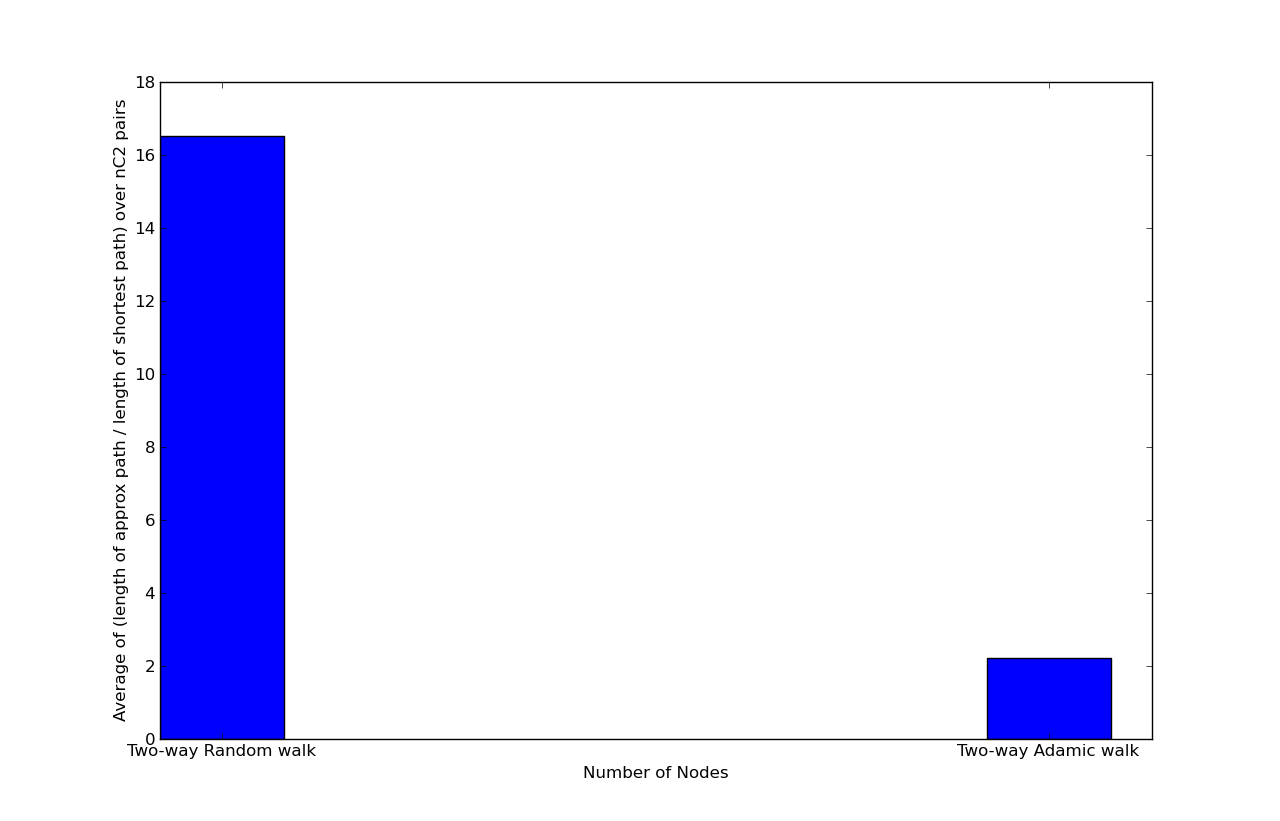 Average of (length of approx path / length of shortest path) over nC2 pairs
18
16
14
12
10
8
6
4
2
0
Two-way Random walk
Two-way Adamic walk
Number of Nodes